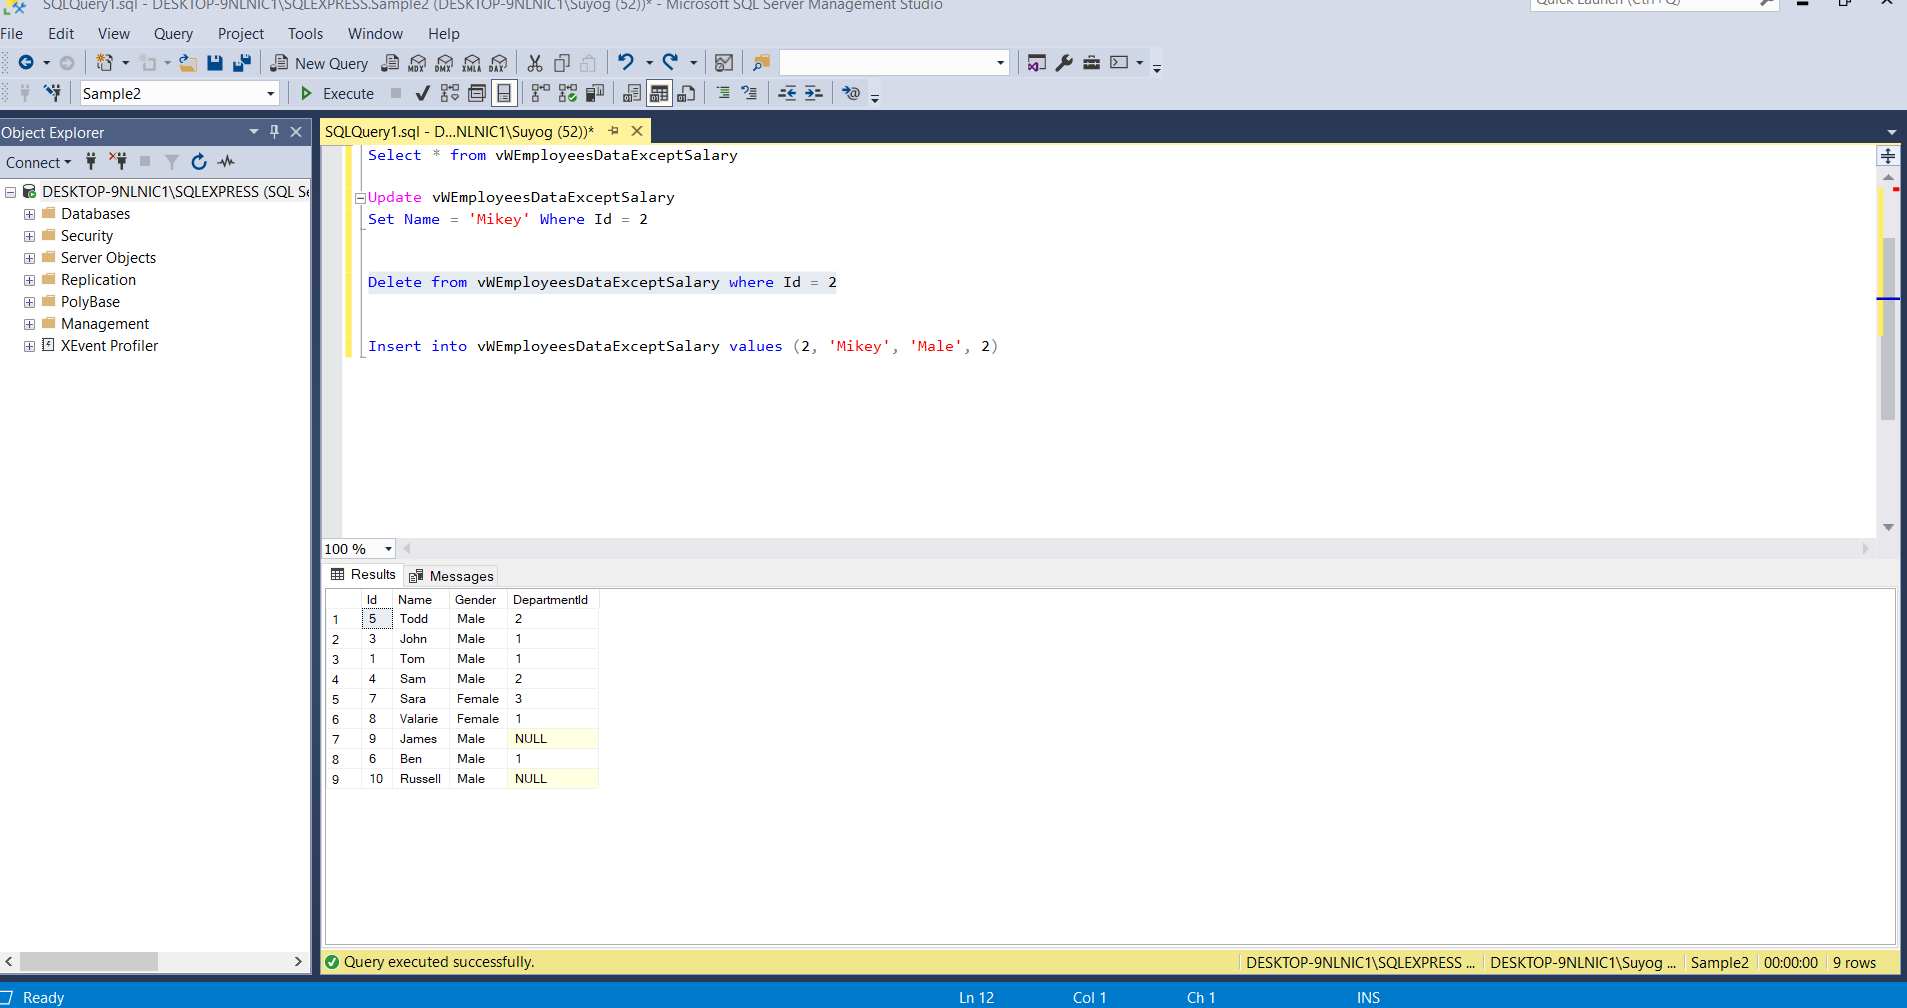 SQLQuery1.sql - DESKTOP-9NLNIC1\SQLEXPRESS.Sample2 (DESKTOP-9NLNIC1\Suyog (52))* - Microsoft SQL Server Management Studio
Quick Launch (Ctrl+Q)
File Edit View Query Project Tools Window Help
New Query MDX DMX XMLA DAX
Sample2 Execute
Object Explorer
Connect
DESKTOP-9NLNIC1\SQLEXPRESS (SQL Se
Databases
Security
Server Objects
Replication
PolyBase
Management
XEvent Profiler
SQLQuery1.sql - D...NLNIC1\Suyog (52))*
Select * from vWEmployeesDataExceptSalary
Update vWEmployeesDataExceptSalary
Set Name = 'Mikey' Where Id = 2
Delete from vWEmployeesDataExceptSalary where Id = 2
Insert into vWEmployeesDataExceptSalary values (2, 'Mikey', 'Male', 2)
100 %
Results Messages
Id Name Gender DepartmentId
1 5 Todd Male 2
2 3 John Male 1
3 1 Tom Male 1
4 4 Sam Male 2
5 7 Sara Female 3
6 8 Valarie Female 1
7 9 James Male NULL
8 6 Ben Male 1
9 10 Russell Male NULL
Query executed successfully. DESKTOP-9NLNIC1\SQLEXPRESS ... DESKTOP-9NLNIC1\Suyog ... Sample2 00:00:00 9 rows
Ready Ln 12 Col 1 Ch 1 INS